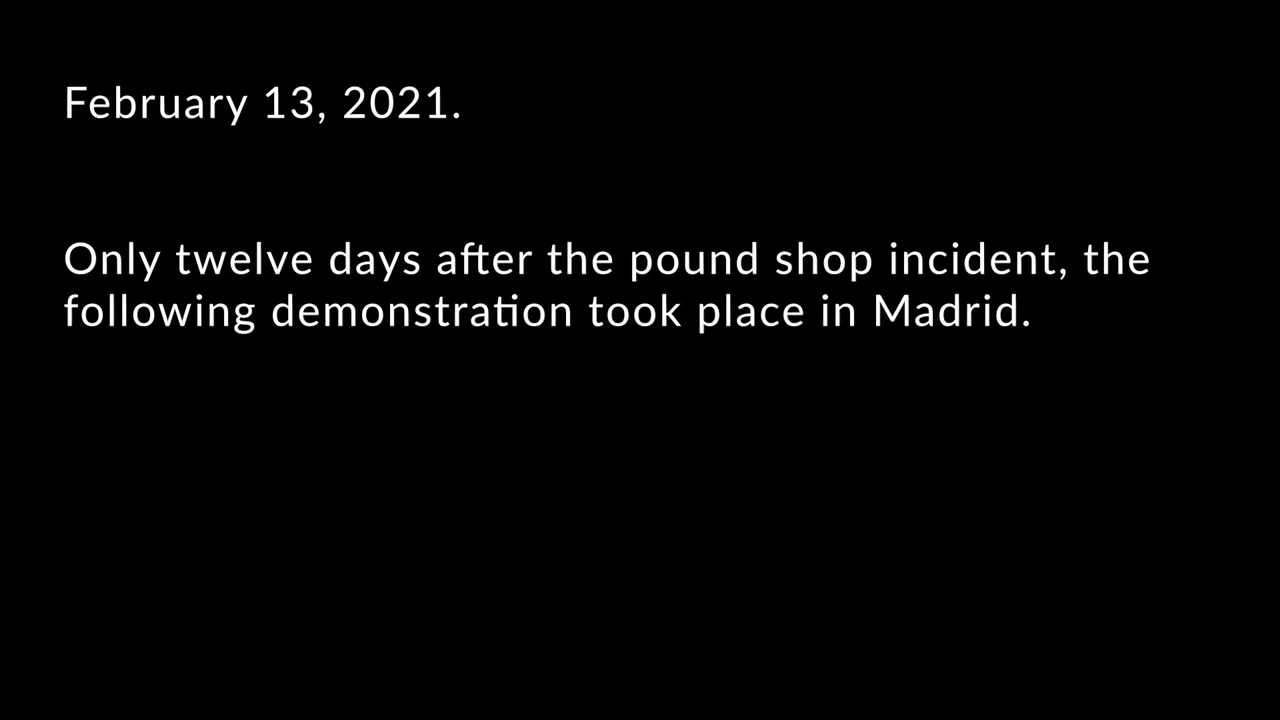 February 13, 2021.
Only twelve days after the pound shop incident, the
following demonstration took place in Madrid.